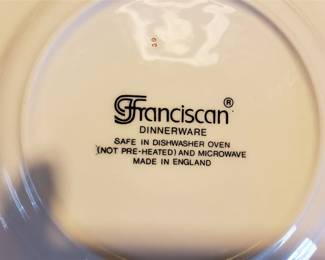 Franciscan®
DINNERWARE
SAFE IN DISHWASHER OVEN
(NOT PRE-HEATED) AND MICROWAVE
MADE IN ENGLAND